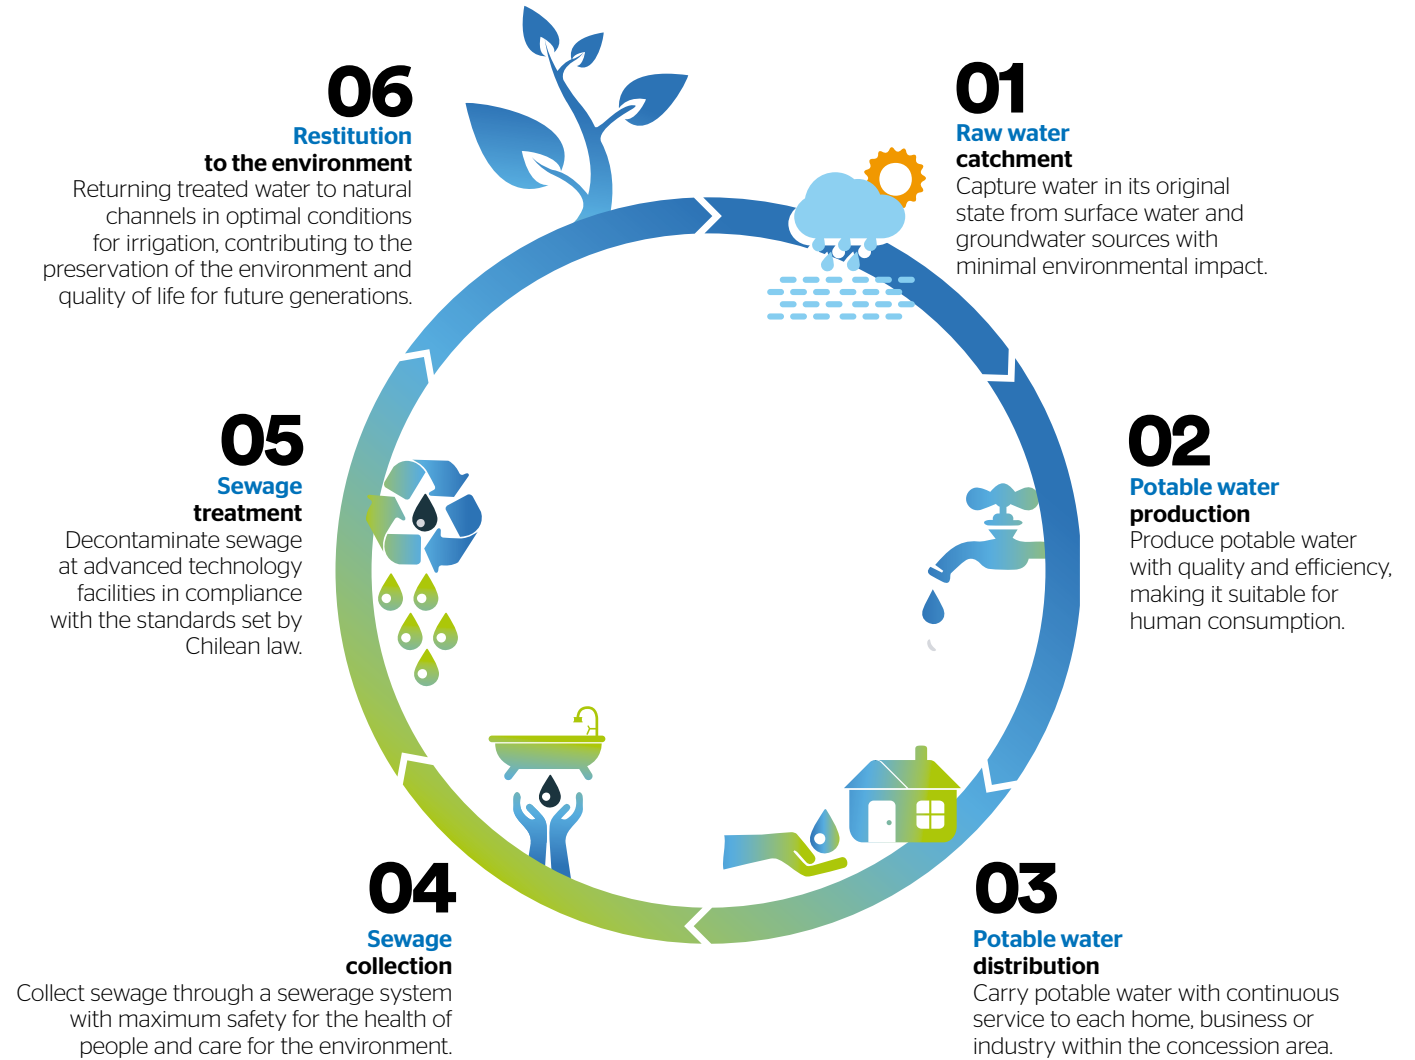 01
Raw water
catchment
Capture water in its original
state from surface water and
groundwater sources with
minimal environmental impact.
02
Potable water
production
Produce potable water
with quality and efficiency,
making it suitable for
human consumption.
03
Potable water
distribution
Carry potable water with continuous
service to each home, business or
industry within the concession area.
04
Sewage
collection
Collect sewage through a sewerage system
with maximum safety for the health of
people and care for the environment.
05
Sewage
treatment
Decontaminate sewage
at advanced technology
facilities in compliance
with the standards set by
Chilean law.
06
Restitution
to the environment
Returning treated water to natural
channels in optimal conditions
for irrigation, contributing to the
preservation of the environment and
quality of life for future generations.